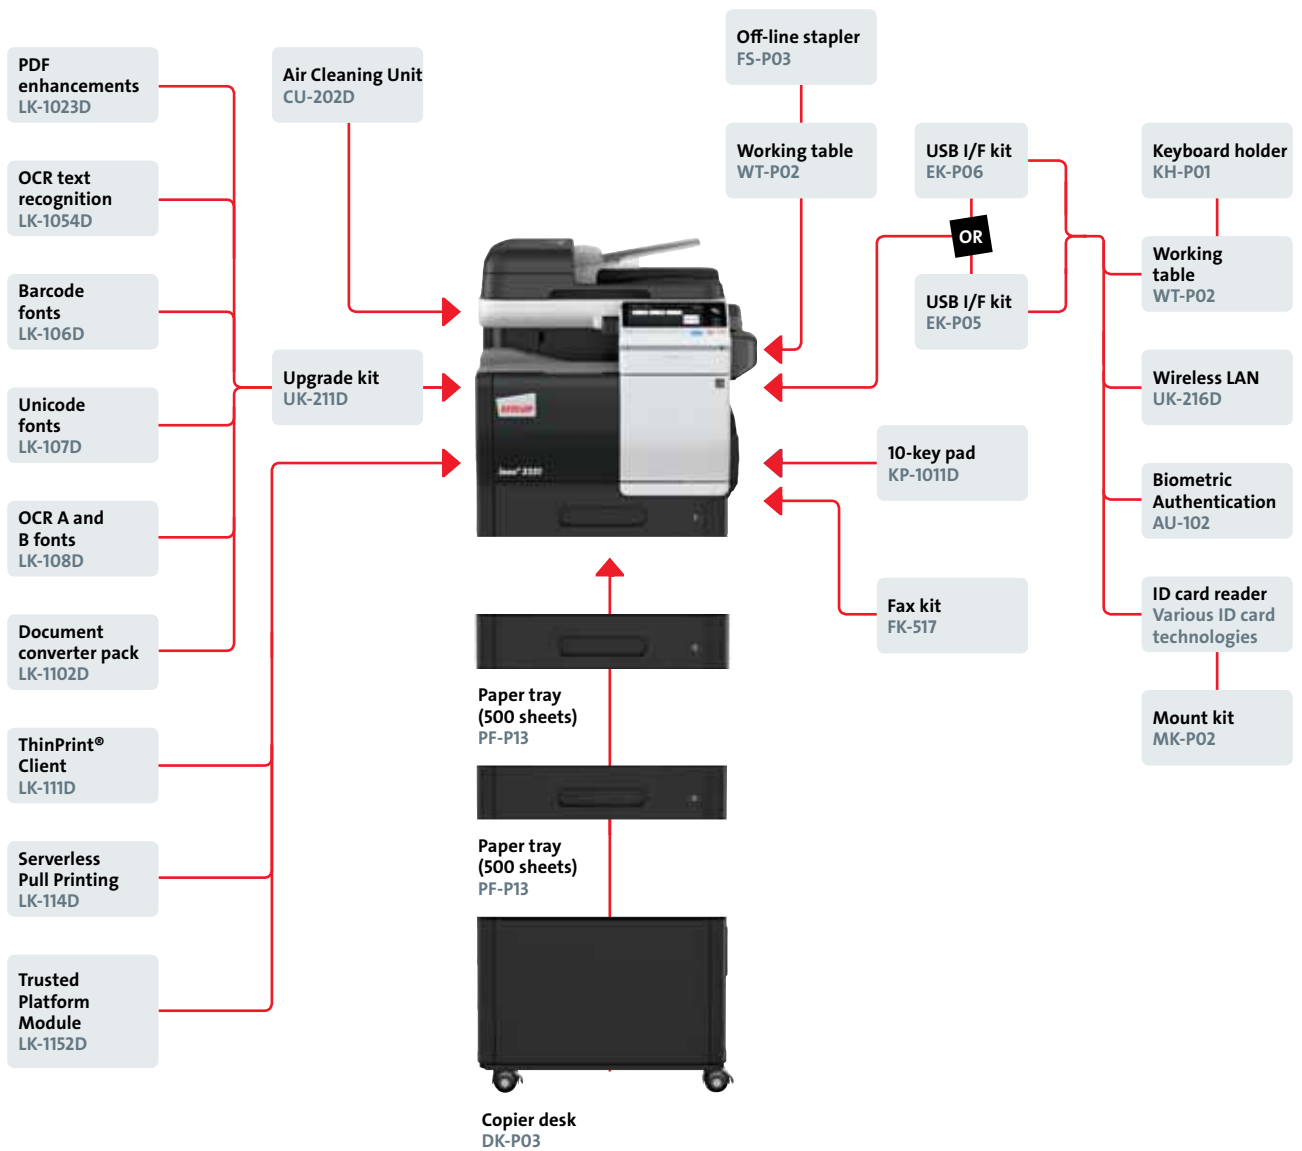 PDF
enhancements
LK-1023D
OCR text
recognition
LK-1054D
Barcode
fonts
LK-106D
Unicode
fonts
LK-107D
OCR A and
B fonts
LK-108D
Document
converter pack
LK-1102D
ThinPrint®
Client
LK-111D
Serverless
Pull Printing
LK-114D
Trusted
Platform
Module
LK-1152D
Air Cleaning Unit
CU-202D
Upgrade kit
UK-211D
Off-line stapler
FS-P03
Working table
WT-P02
USB I/F kit
EK-P06
OR
USB I/F kit
EK-P05
10-key pad
KP-1011D
Fax kit
FK-517
Keyboard holder
KH-P01
Working
table
WT-P02
Wireless LAN
UK-216D
Biometric
Authentication
AU-102
ID card reader
Various ID card
technologies
Mount kit
MK-P02
Paper tray
(500 sheets)
PF-P13
Paper tray
(500 sheets)
PF-P13
Copier desk
DK-P03